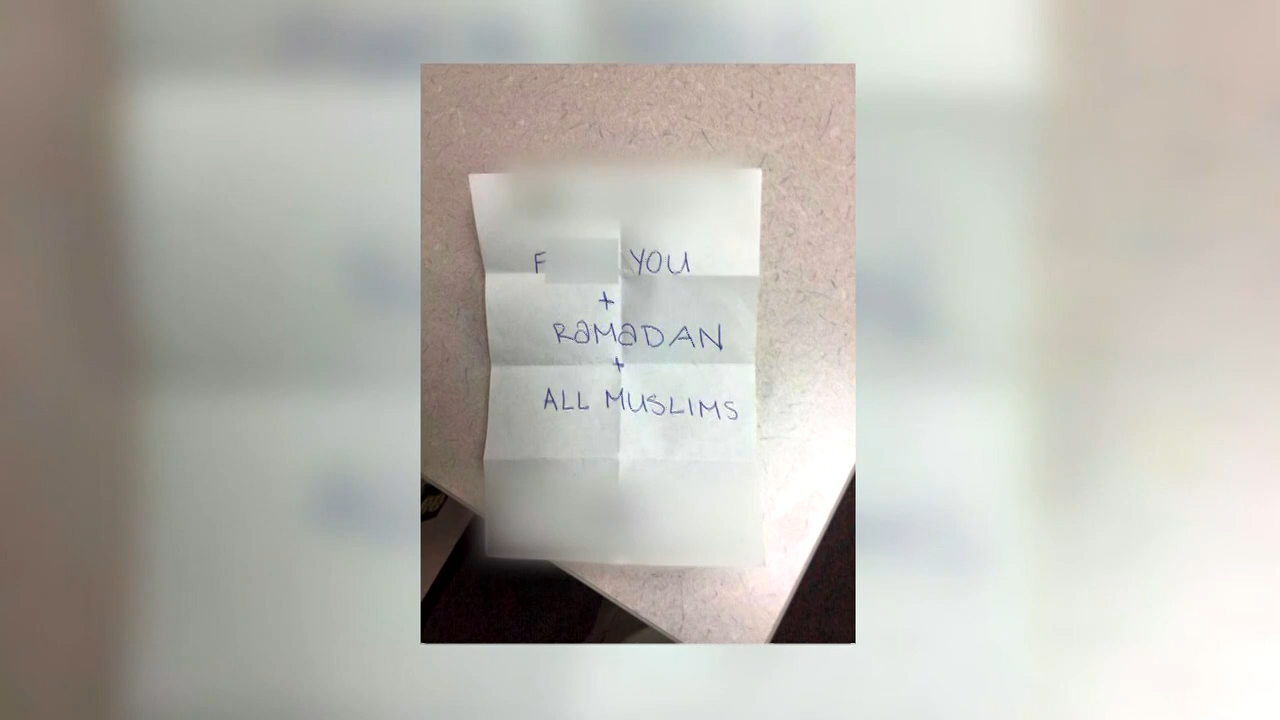 F YOU
+
RAMADAN
+
ALL MUSLIMS